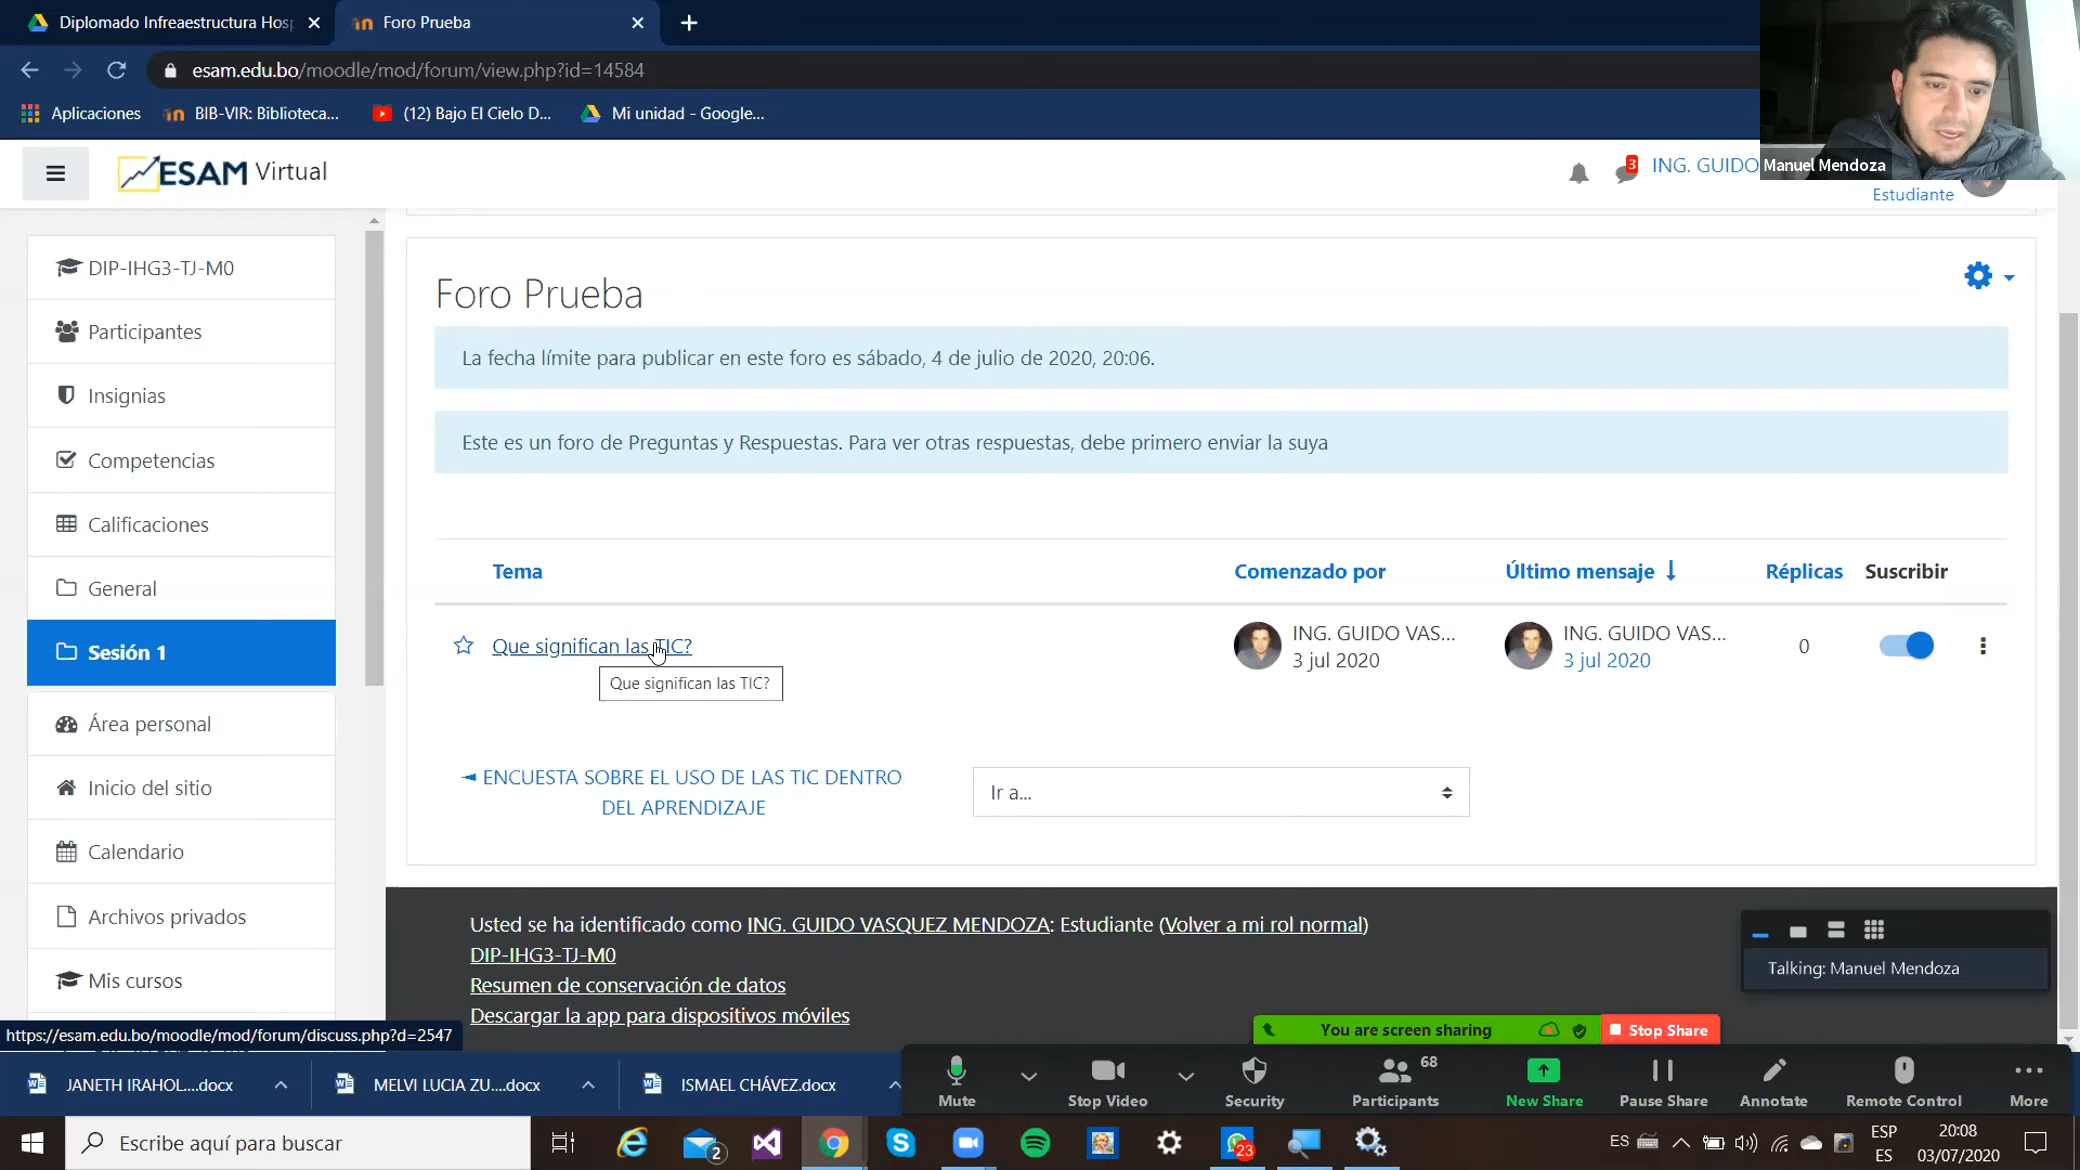 Diplomado Infreaestructura Hosp
Foro Prueba
esam.edu.bo/moodle/mod/forum/view.php?id=14584
Aplicaciones
BIB-VIR: Biblioteca...
(12) Bajo El Cielo D...
Mi unidad - Google...
Manuel Mendoza
ESAM Virtual
3
ING. GUIDO
Estudiante
DIP-IHG3-TJ-M0
Participantes
Insignias
Competencias
Calificaciones
General
Sesión 1
Área personal
Inicio del sitio
Calendario
Archivos privados
Mis cursos
Foro Prueba
La fecha límite para publicar en este foro es sábado, 4 de julio de 2020, 20:06.
Este es un foro de Preguntas y Respuestas. Para ver otras respuestas, debe primero enviar la suya
Tema Comenzado por Último mensaje Réplicas Suscribir
Que significan las TIC? ING. GUIDO VAS... ING. GUIDO VAS... 0
3 jul 2020 3 jul 2020
Que significan las TIC?
ENCUESTA SOBRE EL USO DE LAS TIC DENTRO
DEL APRENDIZAJE
Ir a...
Usted se ha identificado como ING. GUIDO VASQUEZ MENDOZA: Estudiante (Volver a mi rol normal)
DIP-IHG3-TJ-M0
Resumen de conservación de datos
Descargar la app para dispositivos móviles
Talking: Manuel Mendoza
https://esam.edu.bo/moodle/mod/forum/discuss.php?d=2547
You are screen sharing
Stop Share
JANETH IRAHOL....docx
MELVI LUCIA ZU....docx
ISMAEL CHÁVEZ.docx
Mute
Stop Video
Security
68
Participants
New Share
Pause Share
Annotate
Remote Control
More
Escribe aquí para buscar
2
23
ES
ESP
ES
20:08
03/07/2020